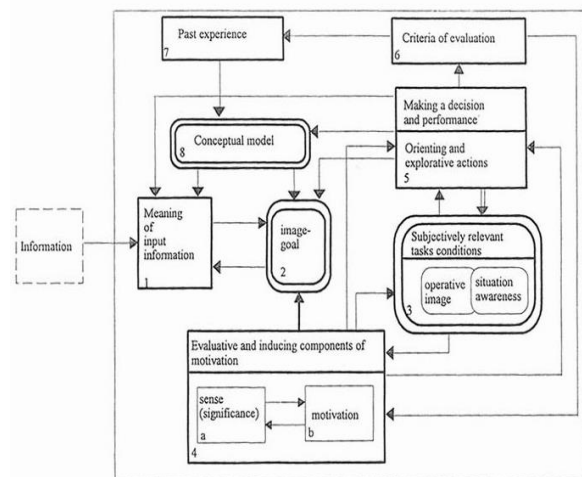 Past experience
7
Criteria of evaluation
6
Making a decision
and performance
Orienting and
explorative actions
5
Conceptual model
8
Meaning
of
input
information
1
image-
goal
2
Information
Subjectively relevant
tasks conditions
operative
image
situation
awareness
3
Evaluative and inducing components of
motivation
sense
(significance)
a
motivation
b
4